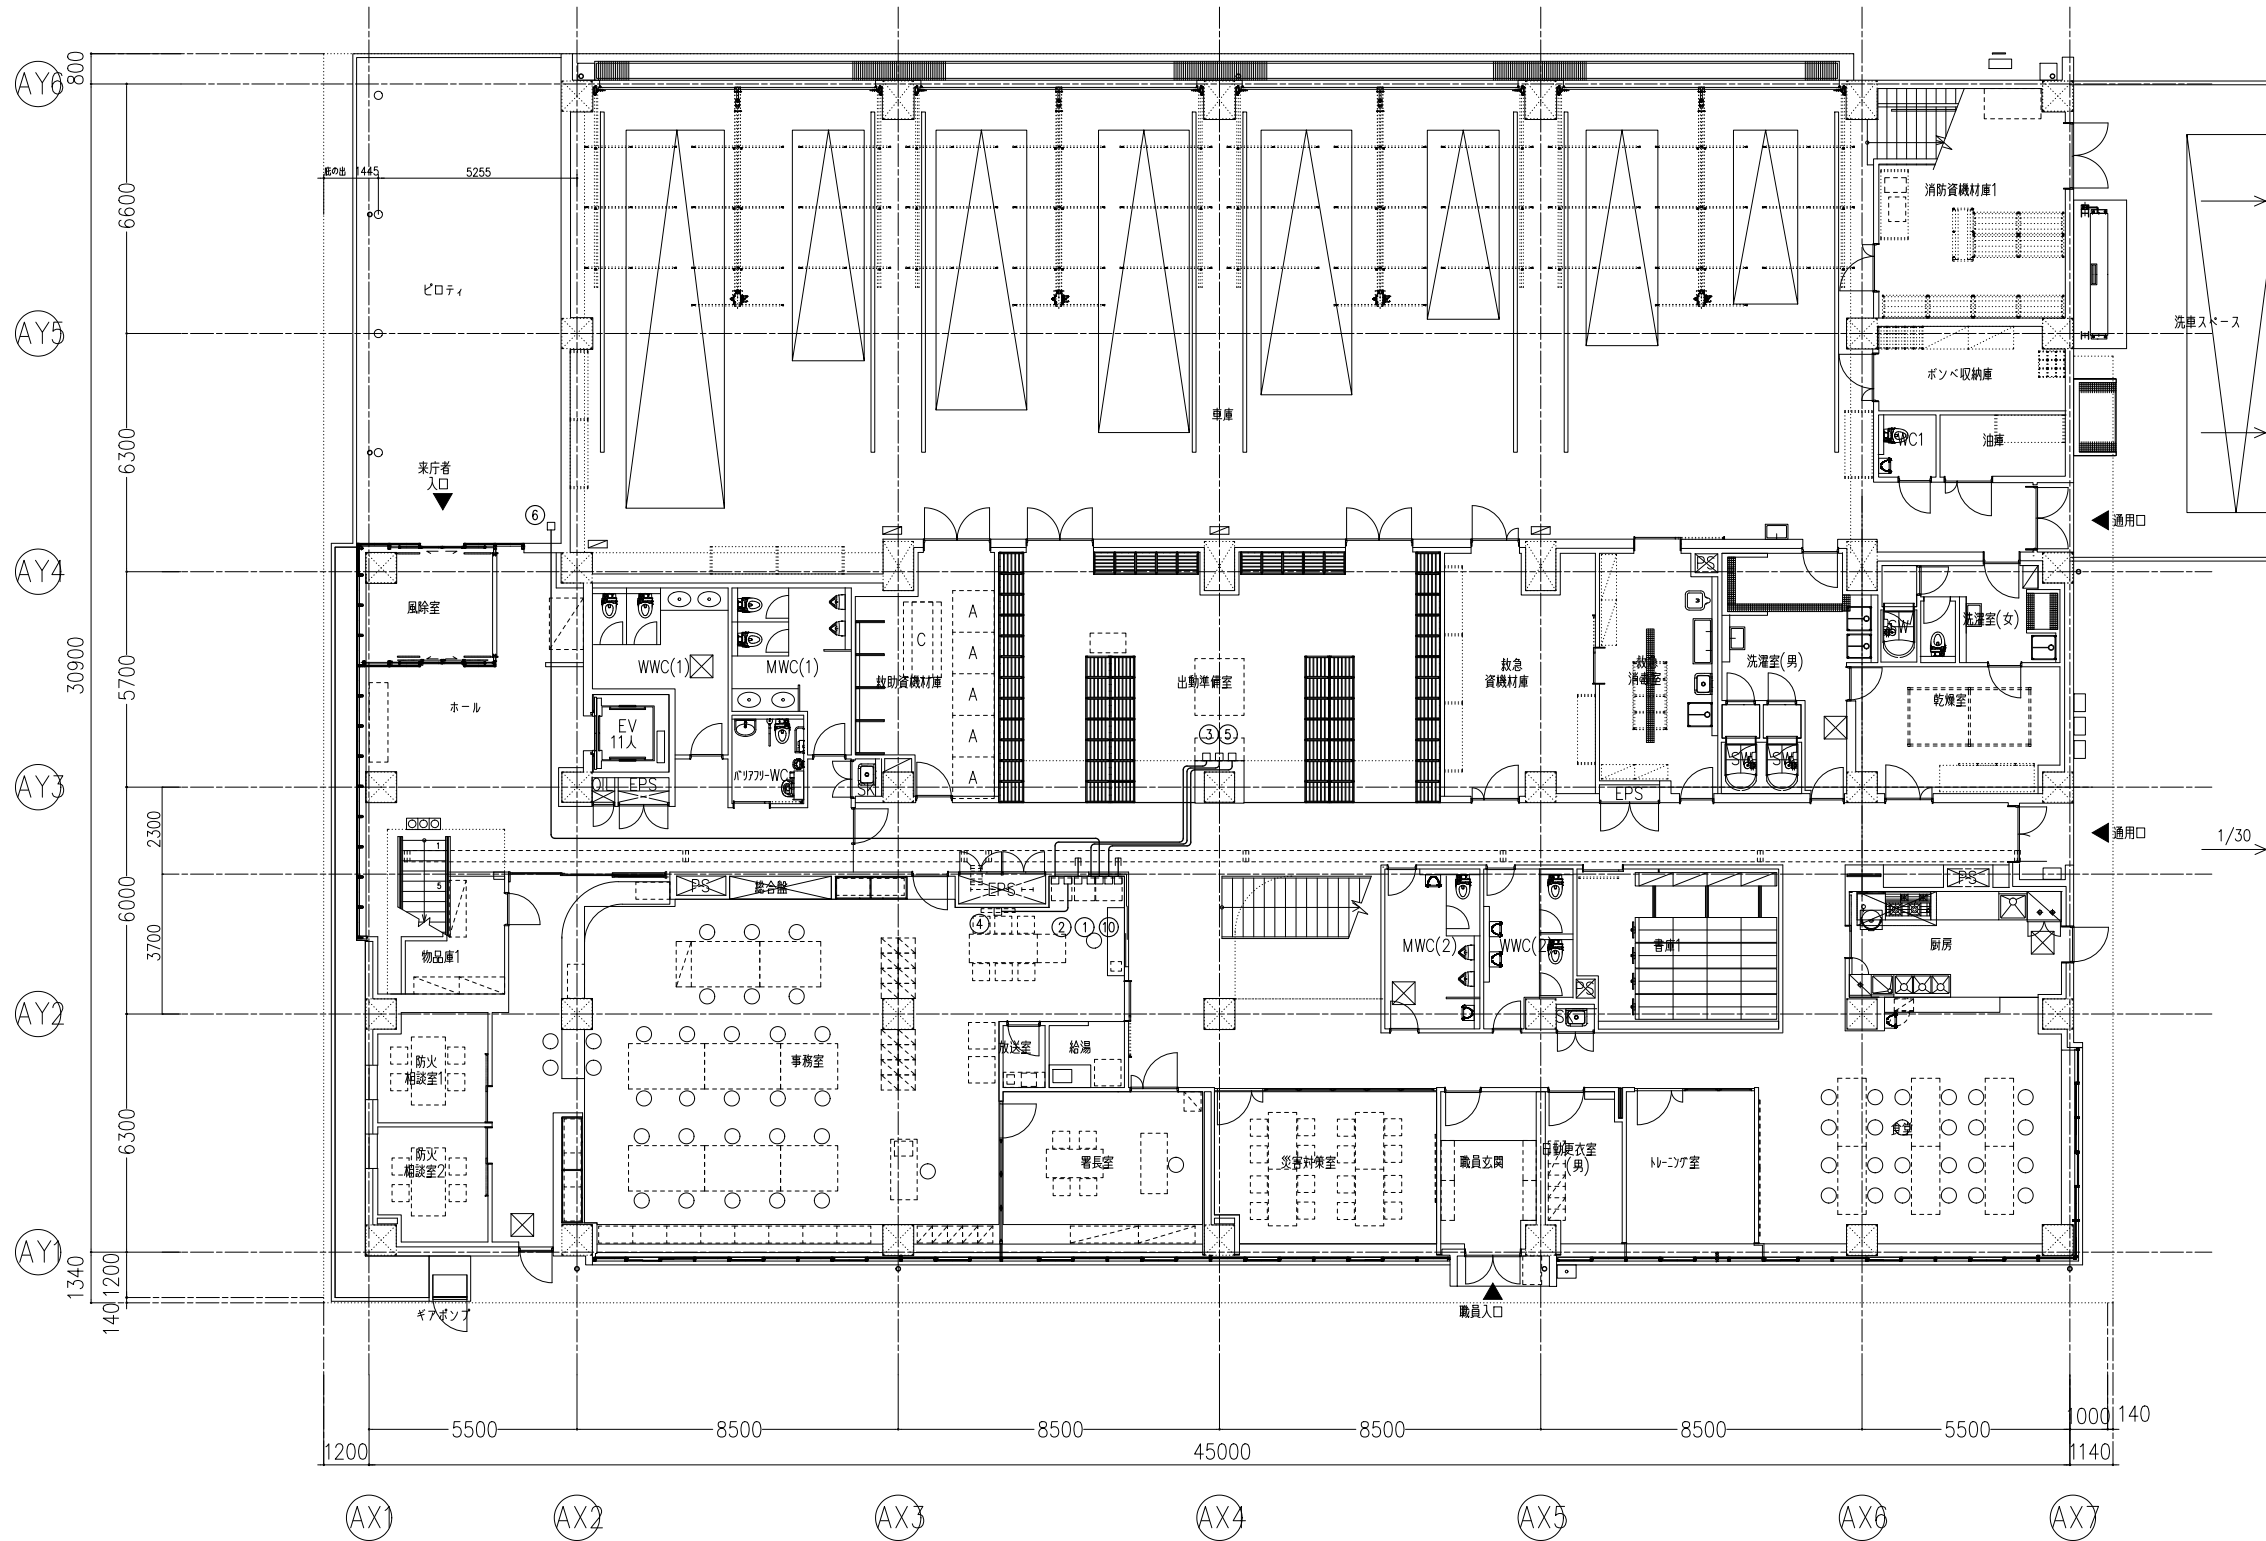 AY6
800
庇の出
1445
5255
6600
消防資機材庫1
ピロティ
AY5
洗車スペース
ボンベ収納庫
車庫
6300
WC1
油庫
来庁者
入口
6
通用口
AY4
PS
風除室
C
A
A
A
A
A
SW
洗濯室(女)
30900
5700
WWC(1)
MWC(1)
救助資機材庫
出動準備室
救急
資機材庫
救急
消毒室
洗濯室(男)
乾燥室
ホール
EV
11人
3
5
SW
SW
バリアフリーWC
AY3
EPS
SK
EPS
2300
1
通用口
1/30
5
PS
総合盤
EPS
PS
6000
4
2
1
10
3700
物品庫1
MWC(2)
WWC(2)
書庫1
厨房
PS
AY2
SK
防火
相談室1
事務室
放送室
給湯
6300
防火
相談室2
署長室
災害対策室
職員玄関
日勤更衣室
(男)
トレーニング室
食堂
AY1
1340
1200
140
ギアポンプ
職員入口
5500
8500
8500
8500
8500
5500
1000
140
1200
45000
1140
AX1
AX2
AX3
AX4
AX5
AX6
AX7